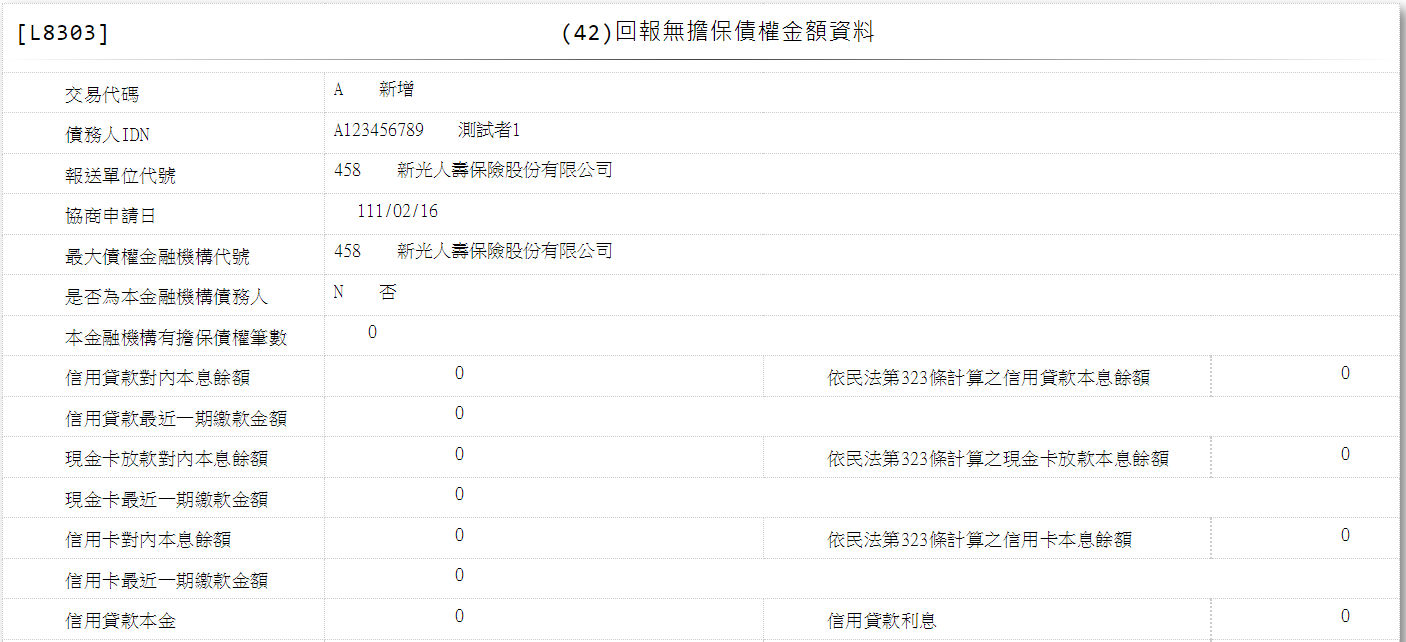 [L8303] (42)回報無擔保債權金額資料
交易代碼 A 新增
債務人IDN A123456789 測試者1
報送單位代號 458 新光人壽保險股份有限公司
協商申請日 111/02/16
最大債權金融機構代號 458 新光人壽保險股份有限公司
是否為本金融機構債務人 N 否
本金融機構有擔保債權筆數 0
信用貸款對內本息餘額 0 依民法第323條計算之信用貸款本息餘額 0
信用貸款最近一期繳款金額 0
現金卡放款對內本息餘額 0 依民法第323條計算之現金卡放款本息餘額 0
現金卡最近一期繳款金額 0
信用卡對內本息餘額 0 依民法第323條計算之信用卡本息餘額 0
信用卡最近一期繳款金額 0
信用貸款本金 0 信用貸款利息 0